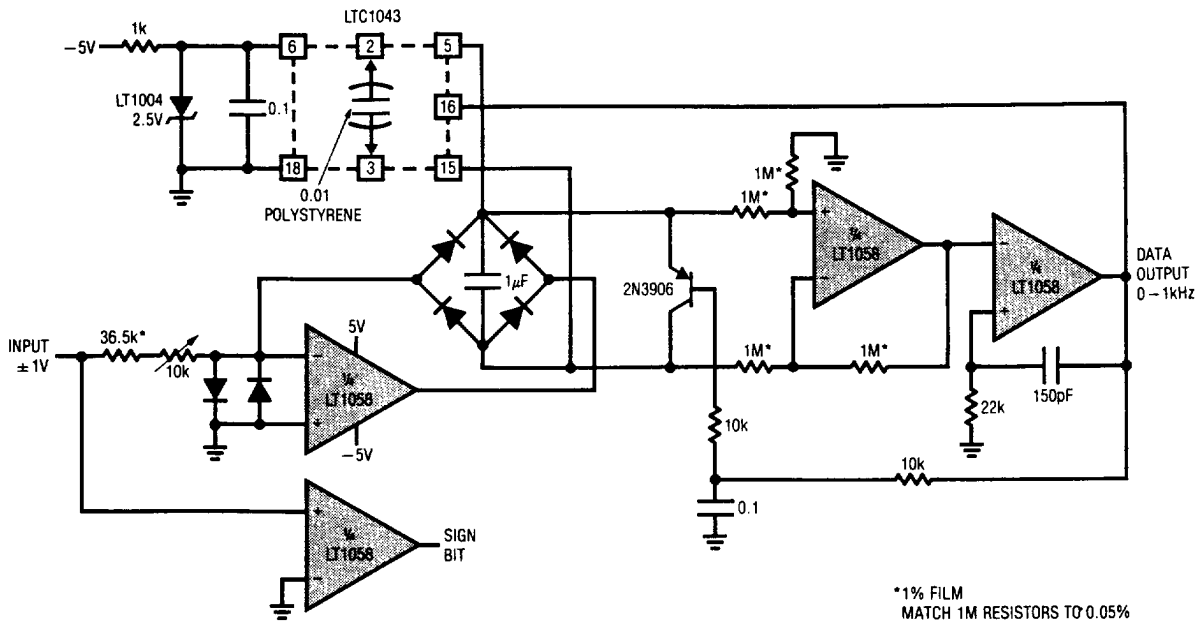 LTC1043
1k
−5V
6
2
5
LT1004
2.5V
0.1
16
18
3
15
0.01
POLYSTYRENE
1M*
1M*
+
−
¼
LT1058
−
+
¼
LT1058
DATA
OUTPUT
0 – 1kHz
1µF
2N3906
INPUT
±1V
36.5k*
10k
5V
−
+
¼
LT1058
−5V
1M*
1M*
150pF
22k
10k
10k
0.1
+
−
¼
LT1058
SIGN
BIT
*1% FILM
MATCH 1M RESISTORS TO 0.05%